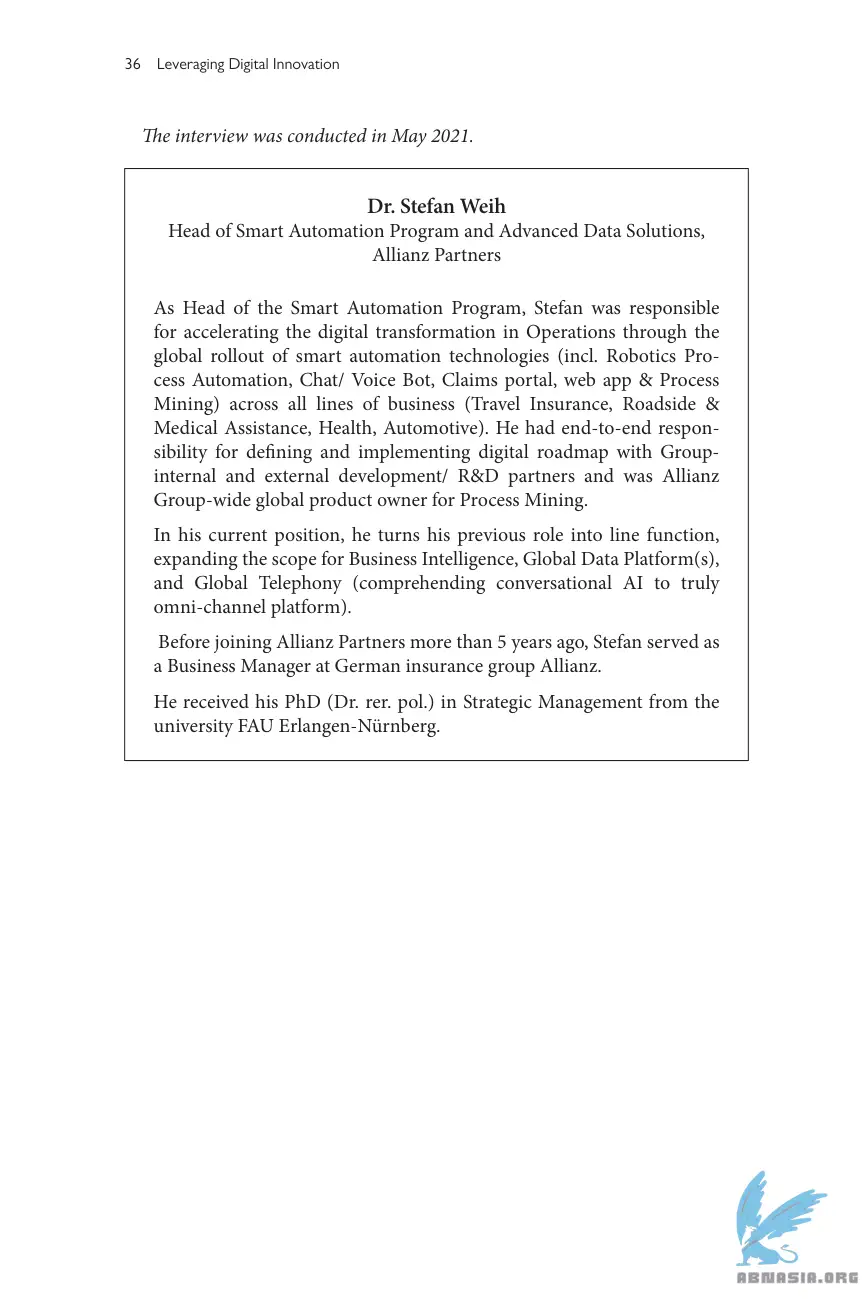 36 Leveraging Digital Innovation
The interview was conducted in May 2021.
Dr. Stefan Weih
Head of Smart Automation Program and Advanced Data Solutions,
Allianz Partners
As Head of the Smart Automation Program, Stefan was responsible
for accelerating the digital transformation in Operations through the
global rollout of smart automation technologies (incl. Robotics Pro-
cess Automation, Chat/ Voice Bot, Claims portal, web app & Process
Mining) across all lines of business (Travel Insurance, Roadside &
Medical Assistance, Health, Automotive). He had end-to-end respon-
sibility for defining and implementing digital roadmap with Group-
internal and external development/ R&D partners and was Allianz
Group-wide global product owner for Process Mining.
In his current position, he turns his previous role into line function,
expanding the scope for Business Intelligence, Global Data Platform(s),
and Global Telephony (comprehending conversational AI to truly
omni-channel platform).
Before joining Allianz Partners more than 5 years ago, Stefan served as
a Business Manager at German insurance group Allianz.
He received his PhD (Dr. rer. pol.) in Strategic Management from the
university FAU Erlangen-Nürnberg.
ABNASIA.ORG